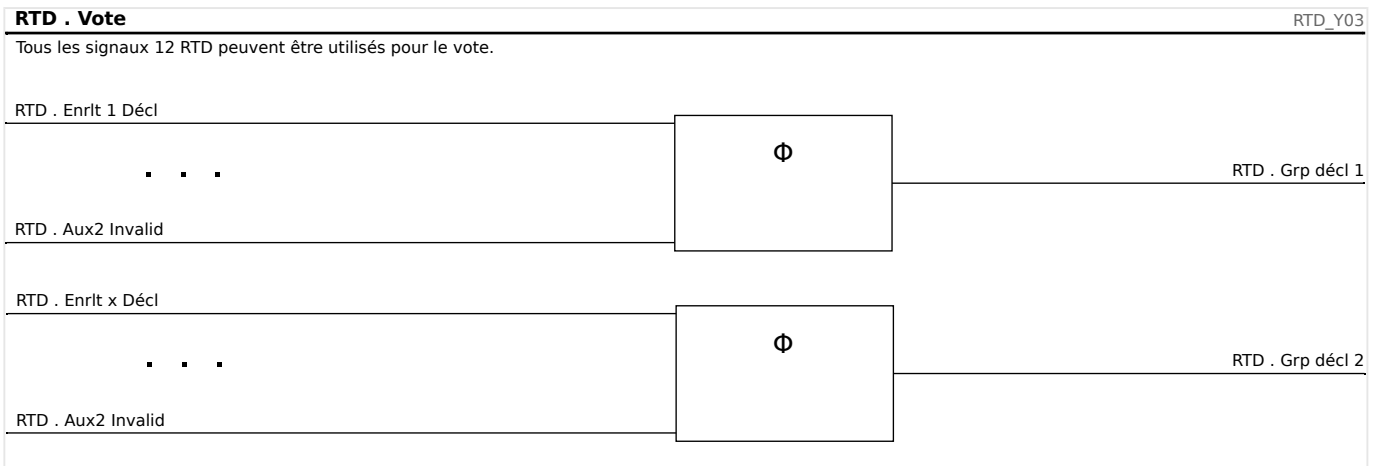 RTD . Vote
RTD_Y03
Tous les signaux 12 RTD peuvent être utilisés pour le vote.
RTD . Enrlt 1 Décl
Φ
. . .
RTD . Grp décl 1
RTD . Aux2 Invalid
RTD . Enrlt x Décl
Φ
. . .
RTD . Grp décl 2
RTD . Aux2 Invalid